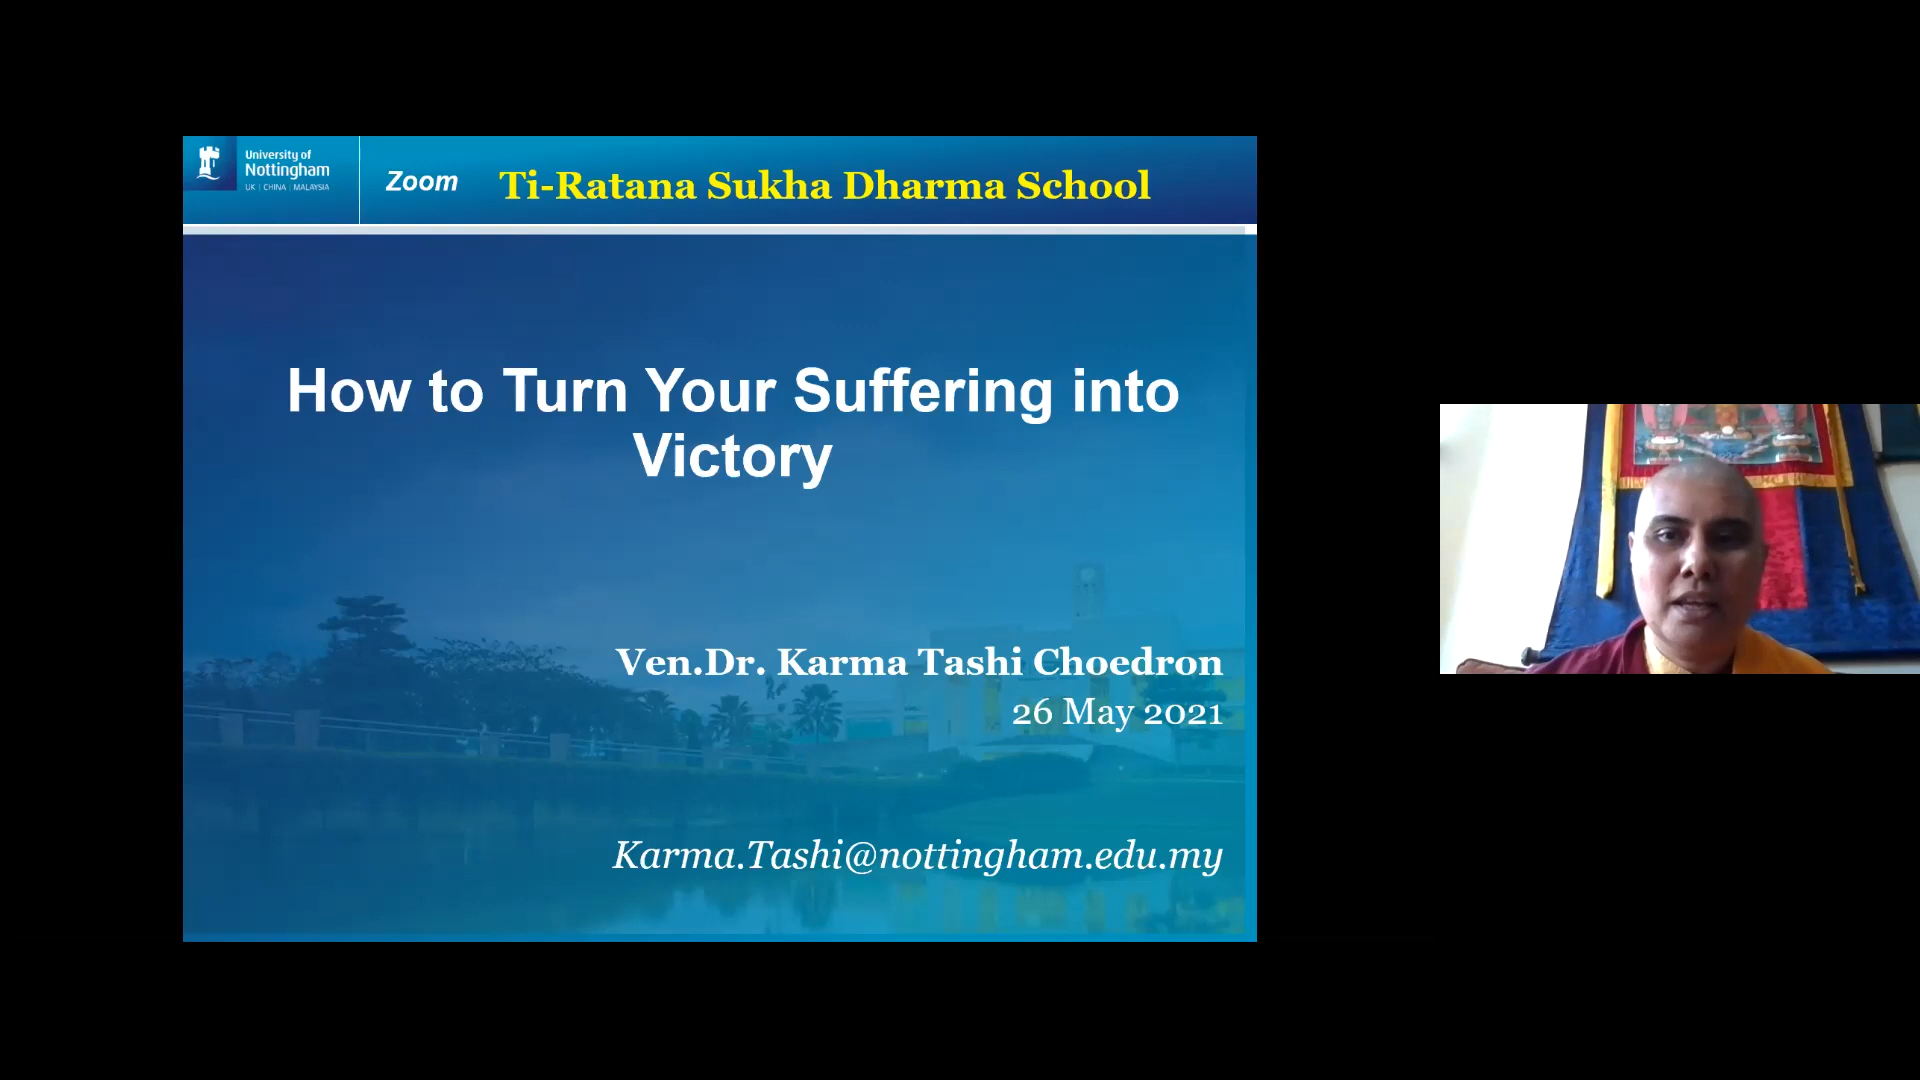 University of
Nottingham
UK | CHINA | MALAYSIA
Zoom
Ti-Ratana Sukha Dharma School
How to Turn Your Suffering into
Victory
Ven.Dr. Karma Tashi Choedron
26 May 2021
Karma.Tashi@nottingham.edu.my